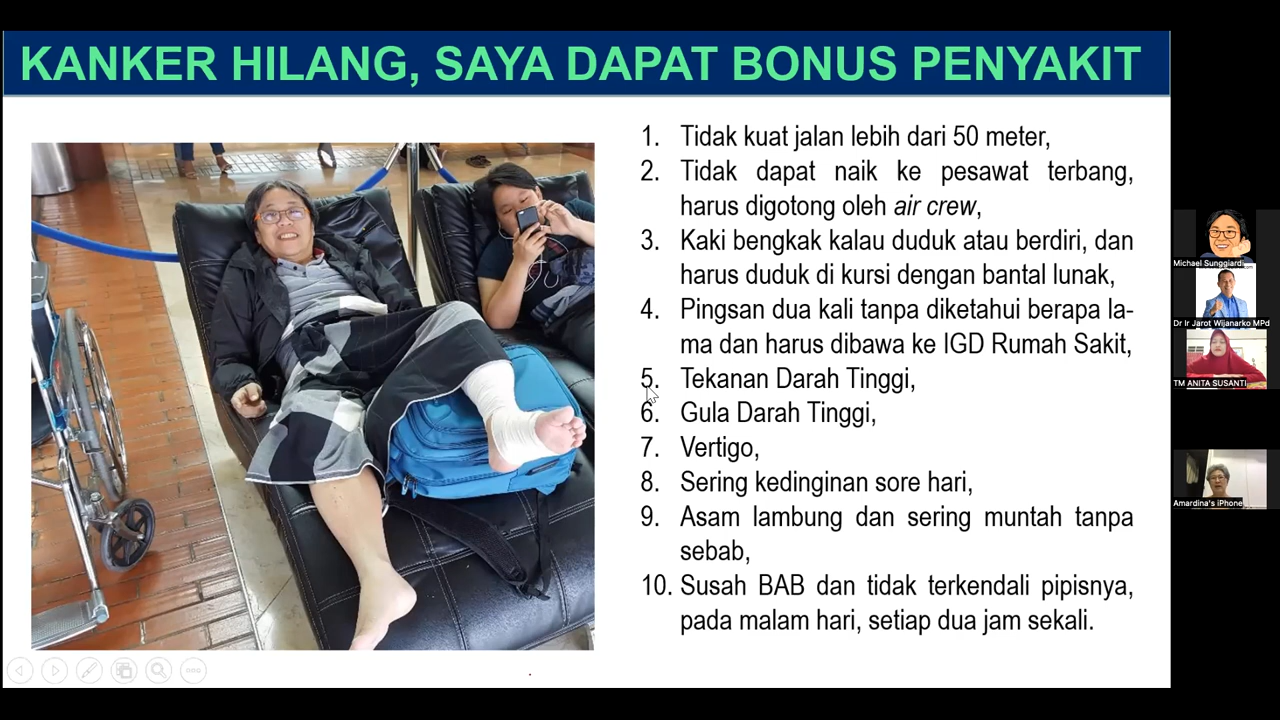 KANKER HILANG, SAYA DAPAT BONUS PENYAKIT
1. Tidak kuat jalan lebih dari 50 meter,
2. Tidak dapat naik ke pesawat terbang,
harus digotong oleh air crew,
3. Kaki bengkak kalau duduk atau berdiri, dan
harus duduk di kursi dengan bantal lunak,
4. Pingsan dua kali tanpa diketahui berapa la-
ma dan harus dibawa ke IGD Rumah Sakit,
5. Tekanan Darah Tinggi,
6. Gula Darah Tinggi,
7. Vertigo,
8. Sering kedinginan sore hari,
9. Asam lambung dan sering muntah tanpa
sebab,
10. Susah BAB dan tidak terkendali pipisnya,
pada malam hari, setiap dua jam sekali.
Michael Sunggiardi
Dr Ir Jarot Wijanarko MPd
TM ANITA SUSANTI
Amardina's iPhone